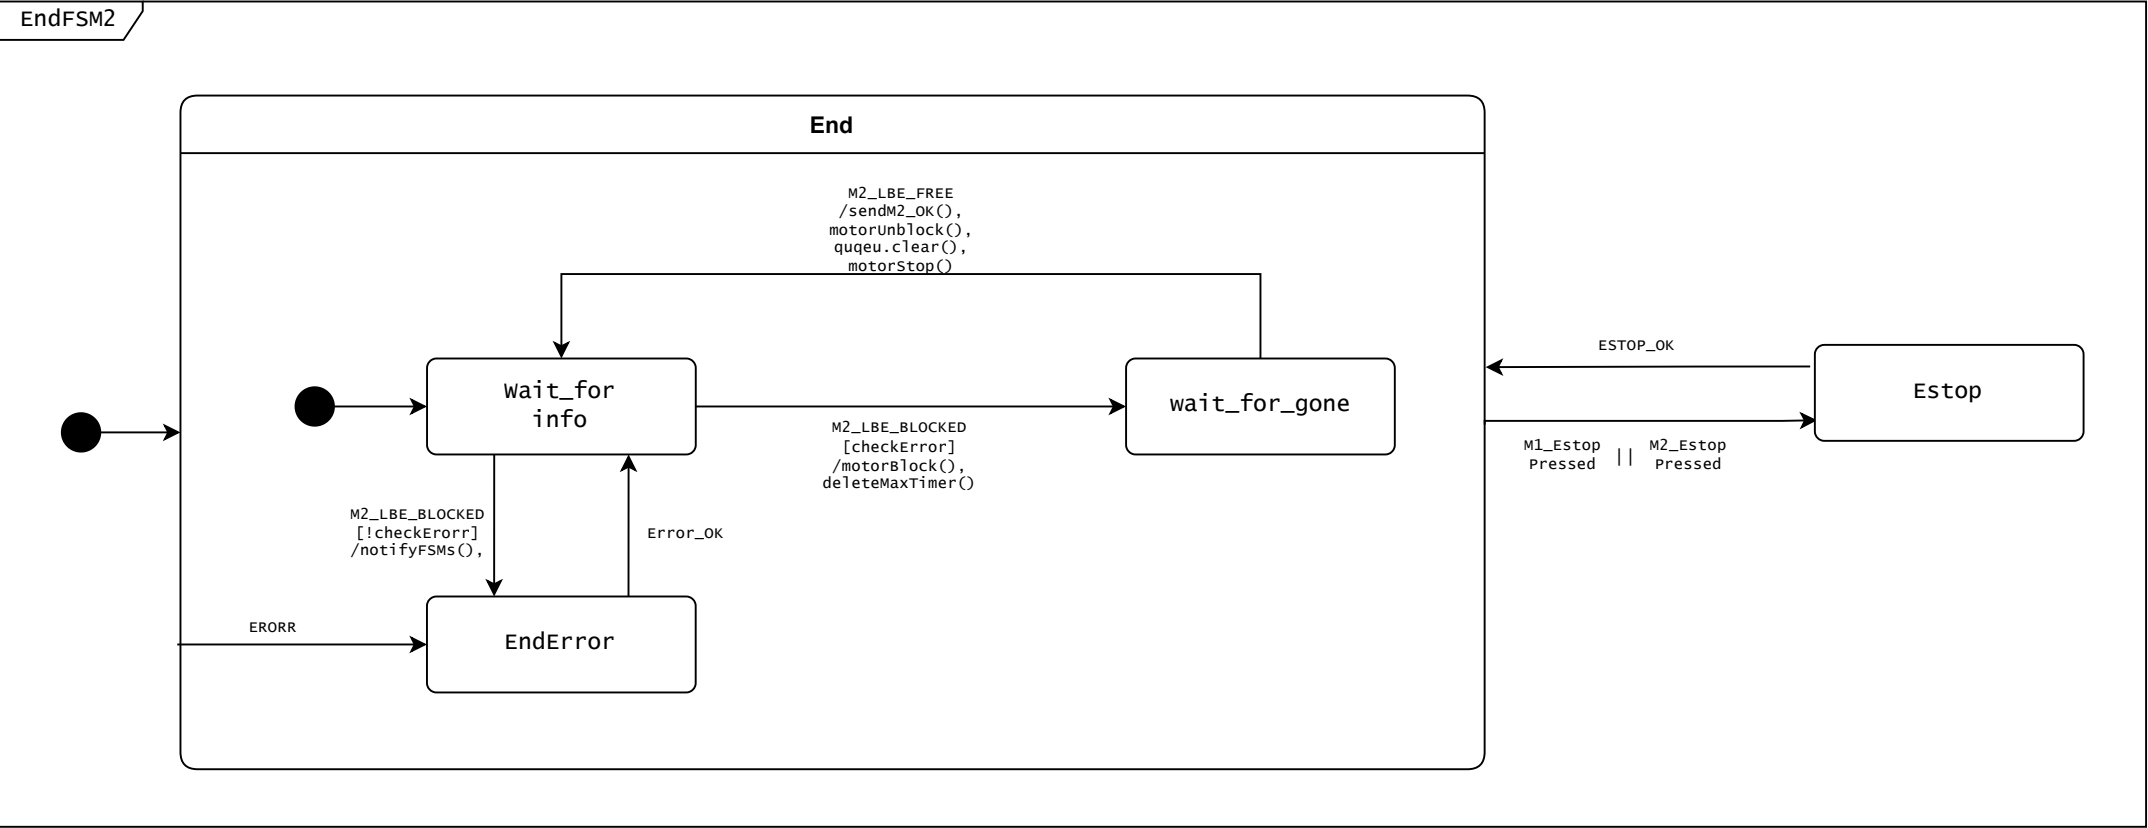 EndFSM2
End
M2_LBE_FREE
/sendM2_OK(),
motorUnblock(),
quqeu.clear(),
motorStop()
ESTOP_OK
Wait_for
info
wait_for_gone
Estop
M2_LBE_BLOCKED
[checkError]
/motorBlock(),
deleteMaxTimer()
M1_Estop
Pressed
||
M2_Estop
Pressed
M2_LBE_BLOCKED
[!checkErorr]
/notifyFSMs(),
Error_OK
ERORR
EndError